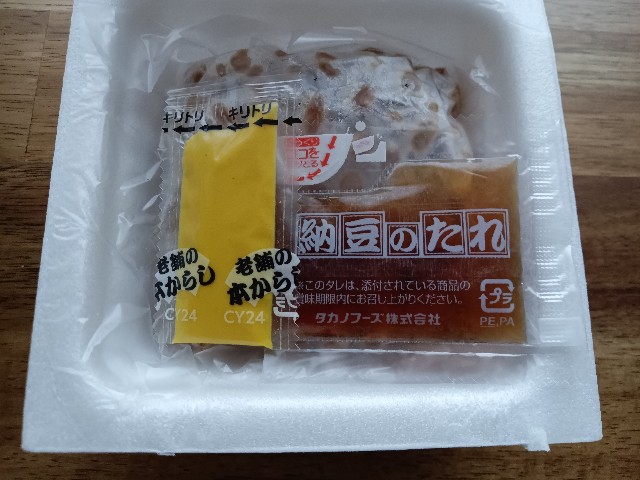 キリトリ
キリトリ
老舗の
本からし
CY24
老舗の
本からし
CY24
納豆のたれ
※このタレは、添付されている商品の
賞味期限内にお召し上がりください。
タカノフーズ株式会社
プラ
PE,PA